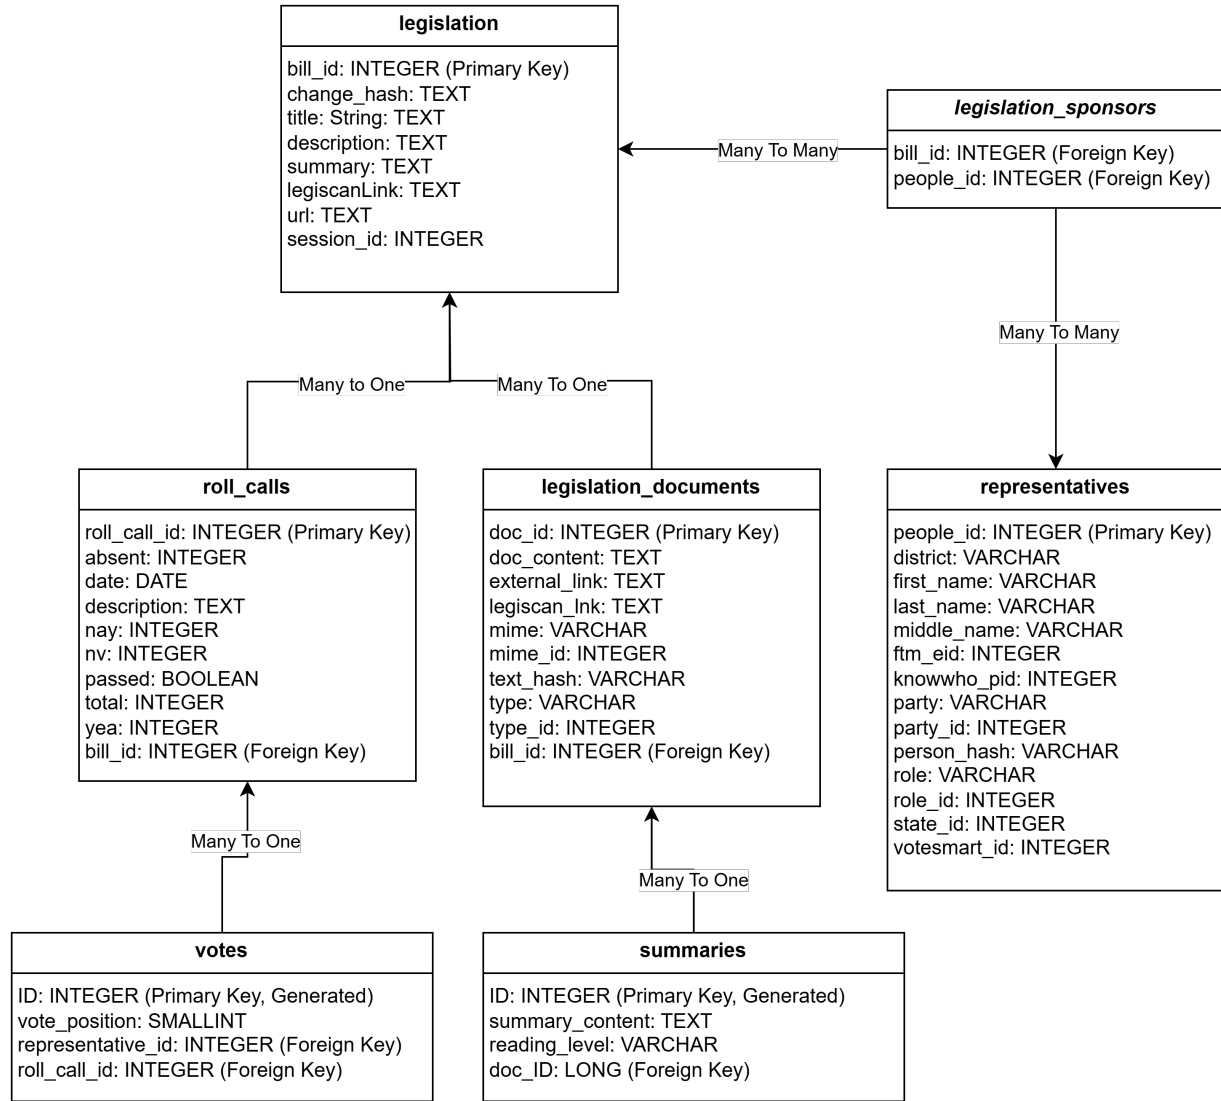 legislation
bill_id: INTEGER (Primary Key)
change_hash: TEXT
title: String: TEXT
description: TEXT
summary: TEXT
legiscanLink: TEXT
url: TEXT
session_id: INTEGER
legislation_sponsors
bill_id: INTEGER (Foreign Key)
people_id: INTEGER (Foreign Key)
Many To Many
Many To Many
Many to One
Many To One
roll_calls
roll_call_id: INTEGER (Primary Key)
absent: INTEGER
date: DATE
description: TEXT
nay: INTEGER
nv: INTEGER
passed: BOOLEAN
total: INTEGER
yea: INTEGER
bill_id: INTEGER (Foreign Key)
legislation_documents
doc_id: INTEGER (Primary Key)
doc_content: TEXT
external_link: TEXT
legiscan_lnk: TEXT
mime: VARCHAR
mime_id: INTEGER
text_hash: VARCHAR
type: VARCHAR
type_id: INTEGER
bill_id: INTEGER (Foreign Key)
representatives
people_id: INTEGER (Primary Key)
district: VARCHAR
first_name: VARCHAR
last_name: VARCHAR
middle_name: VARCHAR
ftm_eid: INTEGER
knowwho_pid: INTEGER
party: VARCHAR
party_id: INTEGER
person_hash: VARCHAR
role: VARCHAR
role_id: INTEGER
state_id: INTEGER
votesmart_id: INTEGER
Many To One
Many To One
votes
ID: INTEGER (Primary Key, Generated)
vote_position: SMALLINT
representative_id: INTEGER (Foreign Key)
roll_call_id: INTEGER (Foreign Key)
summaries
ID: INTEGER (Primary Key, Generated)
summary_content: TEXT
reading_level: VARCHAR
doc_ID: LONG (Foreign Key)